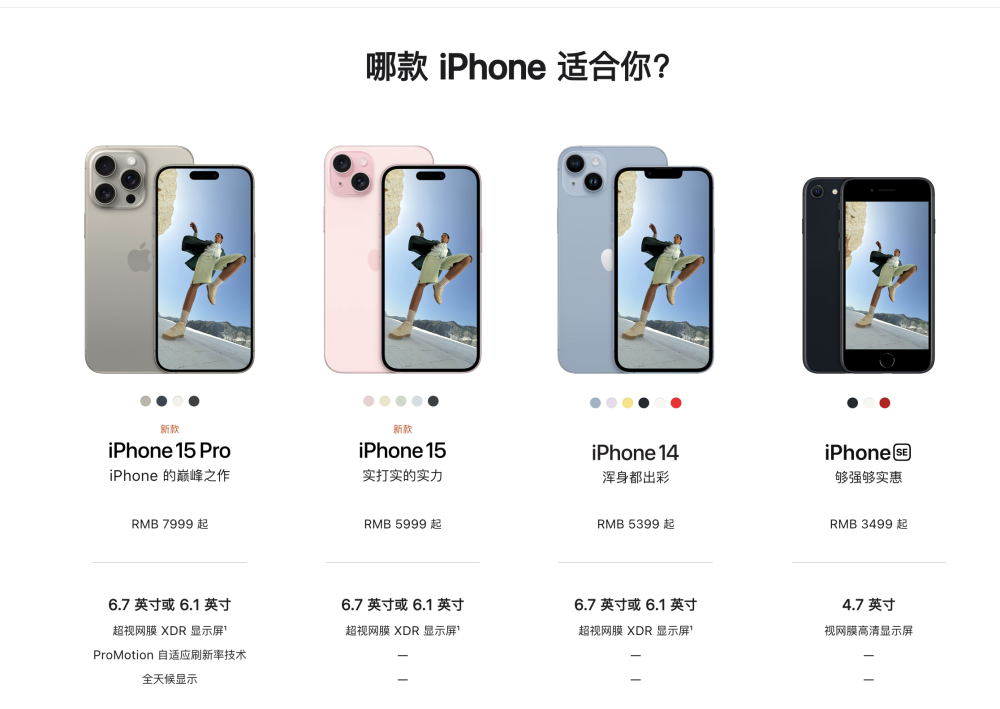 哪款 iPhone 适合你？
新款
iPhone 15 Pro
iPhone 的巅峰之作
RMB 7999 起
6.7 英寸或 6.1 英寸
超视网膜 XDR 显示屏¹
ProMotion 自适应刷新率技术
全天候显示
新款
iPhone 15
实打实的实力
RMB 5999 起
6.7 英寸或 6.1 英寸
超视网膜 XDR 显示屏¹
—
—
iPhone 14
浑身都出彩
RMB 5399 起
6.7 英寸或 6.1 英寸
超视网膜 XDR 显示屏¹
—
—
iPhone SE
够强够实惠
RMB 3499 起
4.7 英寸
视网膜高清显示屏
—
—